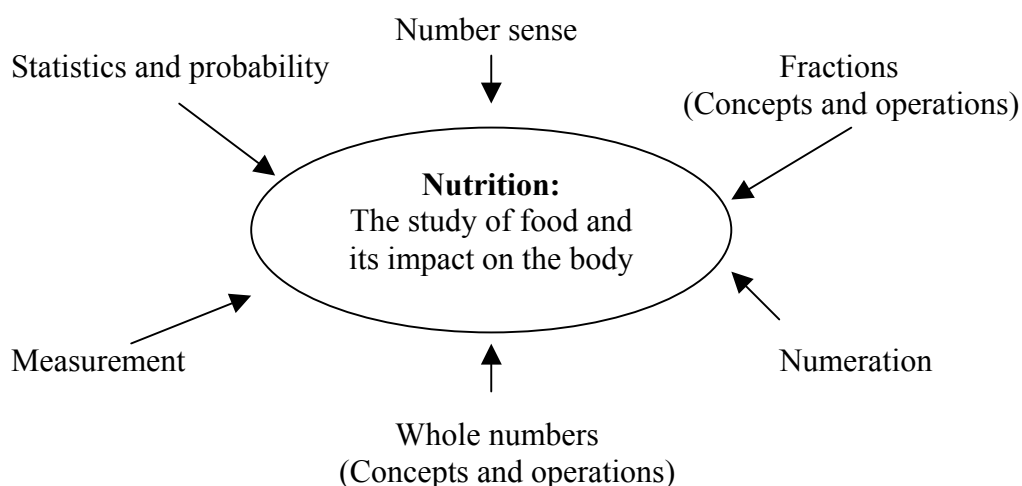 Number sense
Statistics and probability
Fractions
(Concepts and operations)
Nutrition:
The study of food and
its impact on the body
Measurement
Numeration
Whole numbers
(Concepts and operations)